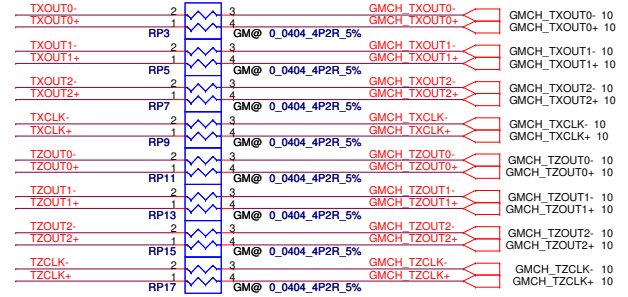 TXOUT0- 2 3 GMCH_TXOUT0- GMCH_TXOUT0- 10
TXOUT0+ 1 4 GMCH_TXOUT0+ GMCH_TXOUT0+ 10
RP3 GM@ 0_0404_4P2R_5%
TXOUT1- 2 3 GMCH_TXOUT1- GMCH_TXOUT1- 10
TXOUT1+ 1 4 GMCH_TXOUT1+ GMCH_TXOUT1+ 10
RP5 GM@ 0_0404_4P2R_5%
TXOUT2- 2 3 GMCH_TXOUT2- GMCH_TXOUT2- 10
TXOUT2+ 1 4 GMCH_TXOUT2+ GMCH_TXOUT2+ 10
RP7 GM@ 0_0404_4P2R_5%
TXCLK- 2 3 GMCH_TXCLK- GMCH_TXCLK- 10
TXCLK+ 1 4 GMCH_TXCLK+ GMCH_TXCLK+ 10
RP9 GM@ 0_0404_4P2R_5%
TZOUT0- 2 3 GMCH_TZOUT0- GMCH_TZOUT0- 10
TZOUT0+ 1 4 GMCH_TZOUT0+ GMCH_TZOUT0+ 10
RP11 GM@ 0_0404_4P2R_5%
TZOUT1- 2 3 GMCH_TZOUT1- GMCH_TZOUT1- 10
TZOUT1+ 1 4 GMCH_TZOUT1+ GMCH_TZOUT1+ 10
RP13 GM@ 0_0404_4P2R_5%
TZOUT2- 2 3 GMCH_TZOUT2- GMCH_TZOUT2- 10
TZOUT2+ 1 4 GMCH_TZOUT2+ GMCH_TZOUT2+ 10
RP15 GM@ 0_0404_4P2R_5%
TZCLK- 2 3 GMCH_TZCLK- GMCH_TZCLK- 10
TZCLK+ 1 4 GMCH_TZCLK+ GMCH_TZCLK+ 10
RP17 GM@ 0_0404_4P2R_5%